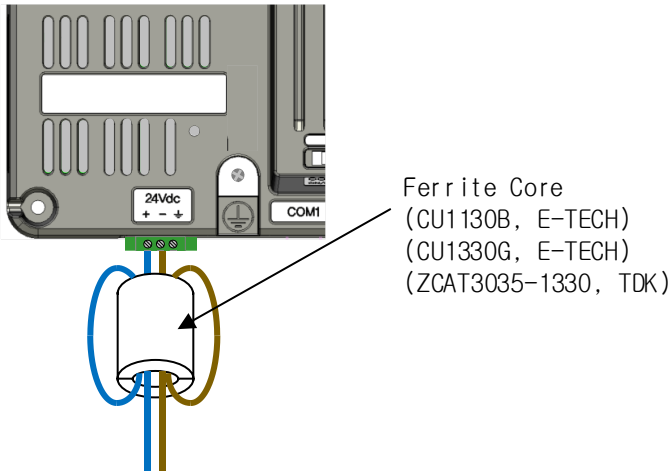 24Vdc
+ − ⏚
COM1
Ferrite Core
(CU1130B, E-TECH)
(CU1330G, E-TECH)
(ZCAT3035-1330, TDK)